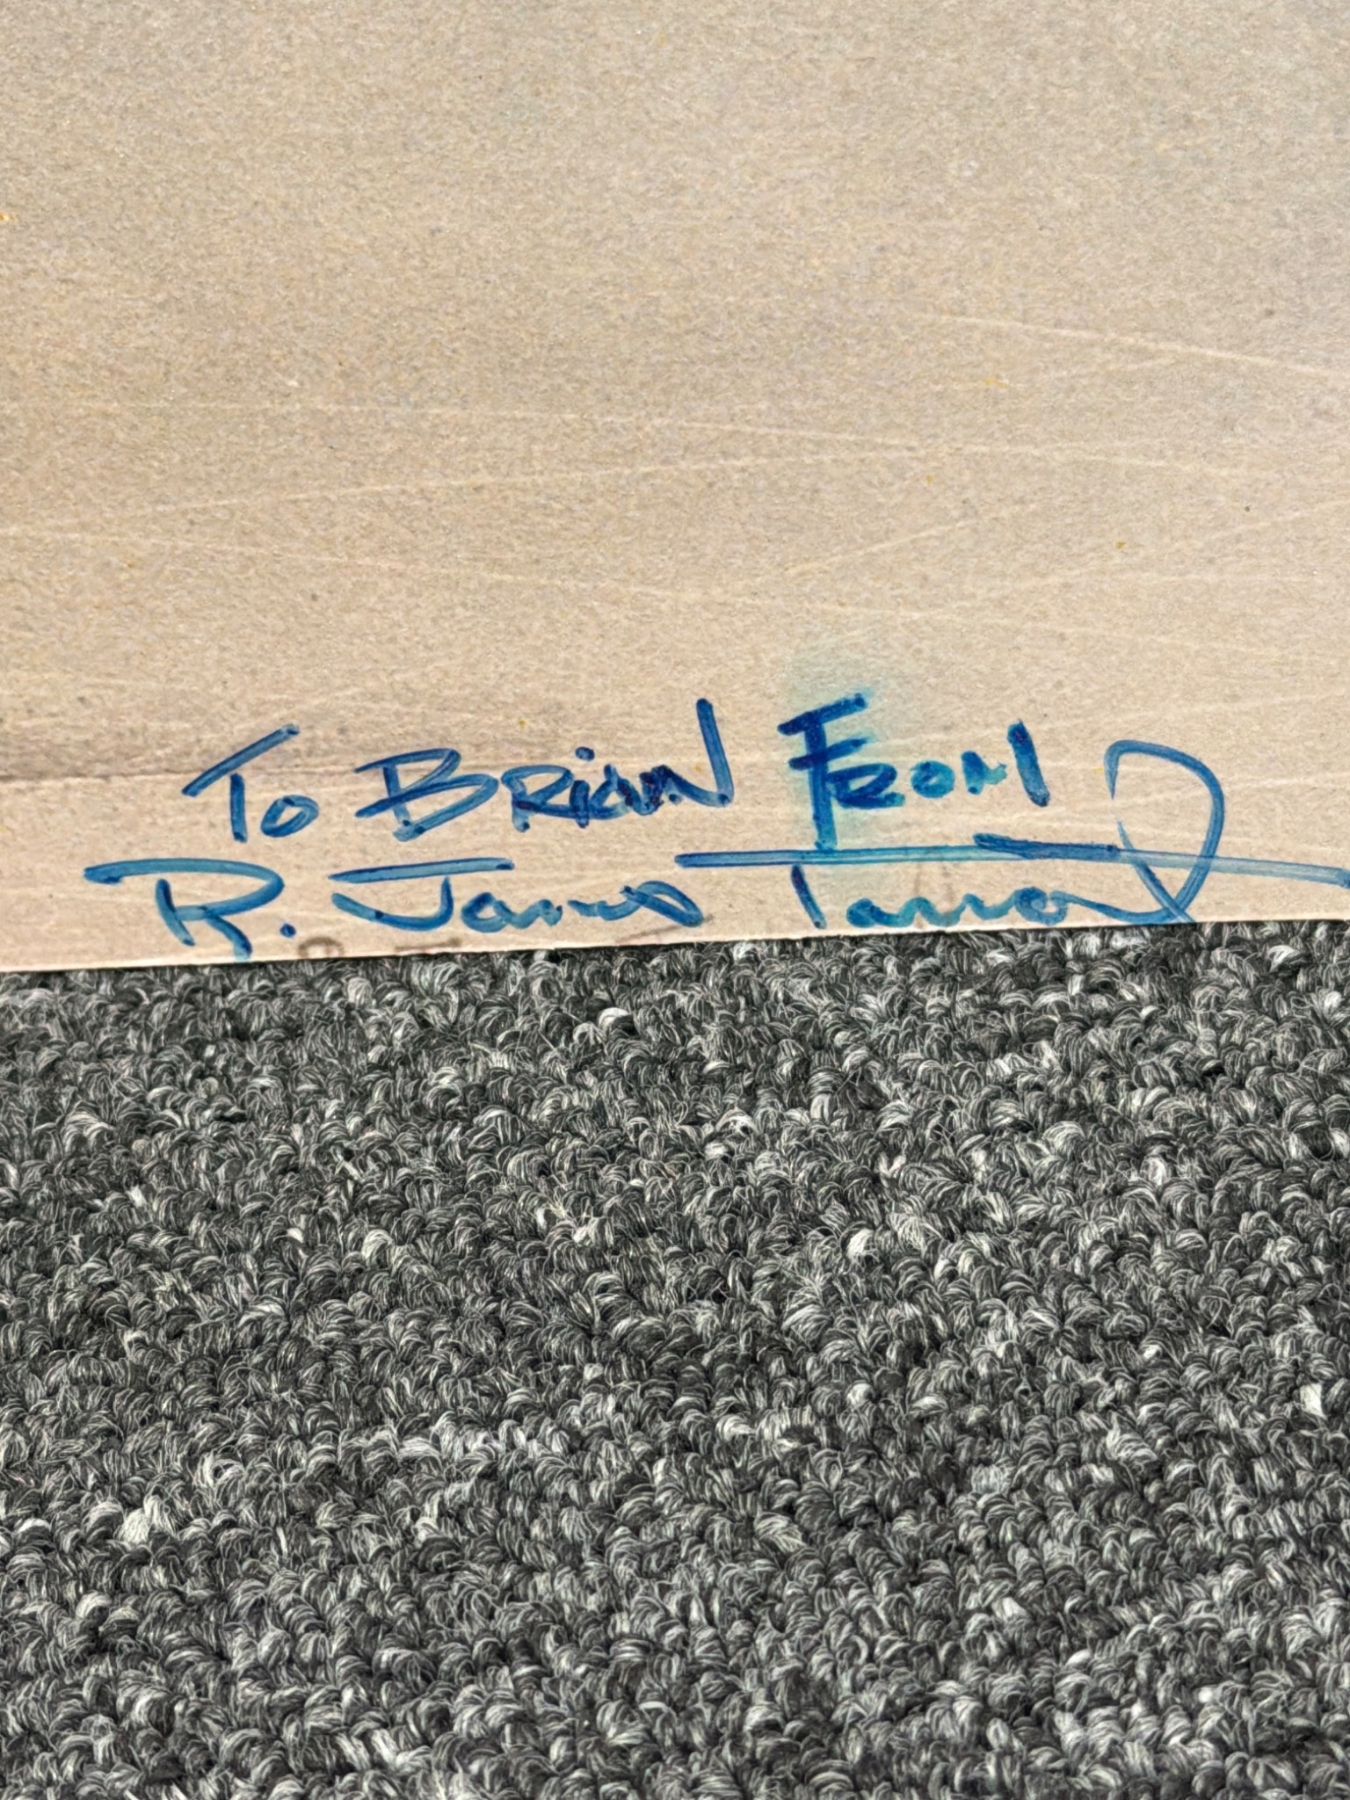 To BRiaN FROM
R. James